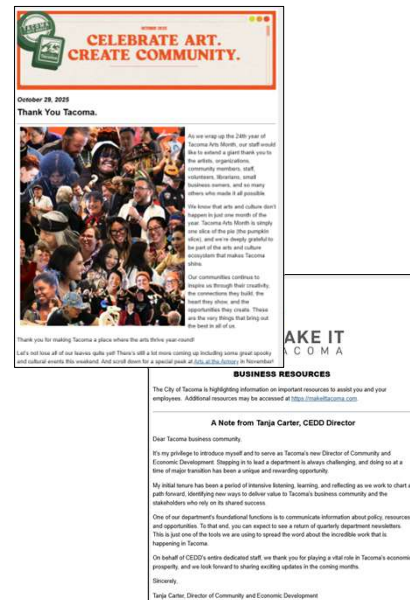 TACOMA
OCTOBER 2025
CELEBRATE ART.
CREATE COMMUNITY.
October 29, 2025
Thank You Tacoma.
As we wrap up the 24th year of
Tacoma Arts Month, our staff would
like to extend a giant thank you to
the artists, organizations,
community members, staff,
volunteers, librarians, small
business owners, and so many
others who made it all possible.
We know that arts and culture don't
happen in just one month of the
year. Tacoma Arts Month is simply
one slice of the pie (the pumpkin
slice), and we're deeply grateful to
be part of the arts and culture
ecosystem that makes Tacoma
shine.
Our communities continue to
inspire us through their creativity,
the connections they build, the
heart they show, and the
opportunities they create. These
are the very things that bring out
the best in all of us.
Thank you for making Tacoma a place where the arts thrive year-round!
Let's not lose all of our leaves quite yet! There's still a lot more coming up including some great spooky
and cultural events this weekend. And scroll down for a special peek at Arts at the Armory in November!
AKE IT
ACOMA
BUSINESS RESOURCES
The City of Tacoma is highlighting information on important resources to assist you and your
employees. Additional resources may be accessed at https://makeittacoma.com.
A Note from Tanja Carter, CEDD Director
Dear Tacoma business community,
It's my privilege to introduce myself and to serve as Tacoma's new Director of Community and
Economic Development. Stepping in to lead a department is always challenging, and doing so at a
time of major transition has been a unique and rewarding opportunity.
My initial tenure has been a period of intensive listening, learning, and reflecting as we work to chart a
path forward, identifying new ways to deliver value to Tacoma's business community and the
stakeholders who rely on its shared success.
One of our department's foundational functions is to communicate information about policy, resources,
and opportunities. To that end, you can expect to see a return of quarterly department newsletters.
This is just one of the tools we are using to spread the word about the incredible work that is
happening in Tacoma.
On behalf of CEDD's entire dedicated staff, we thank you for playing a vital role in Tacoma's economic
prosperity, and we look forward to sharing exciting updates in the coming months.
Sincerely,
Tanja Carter, Director of Community and Economic Development